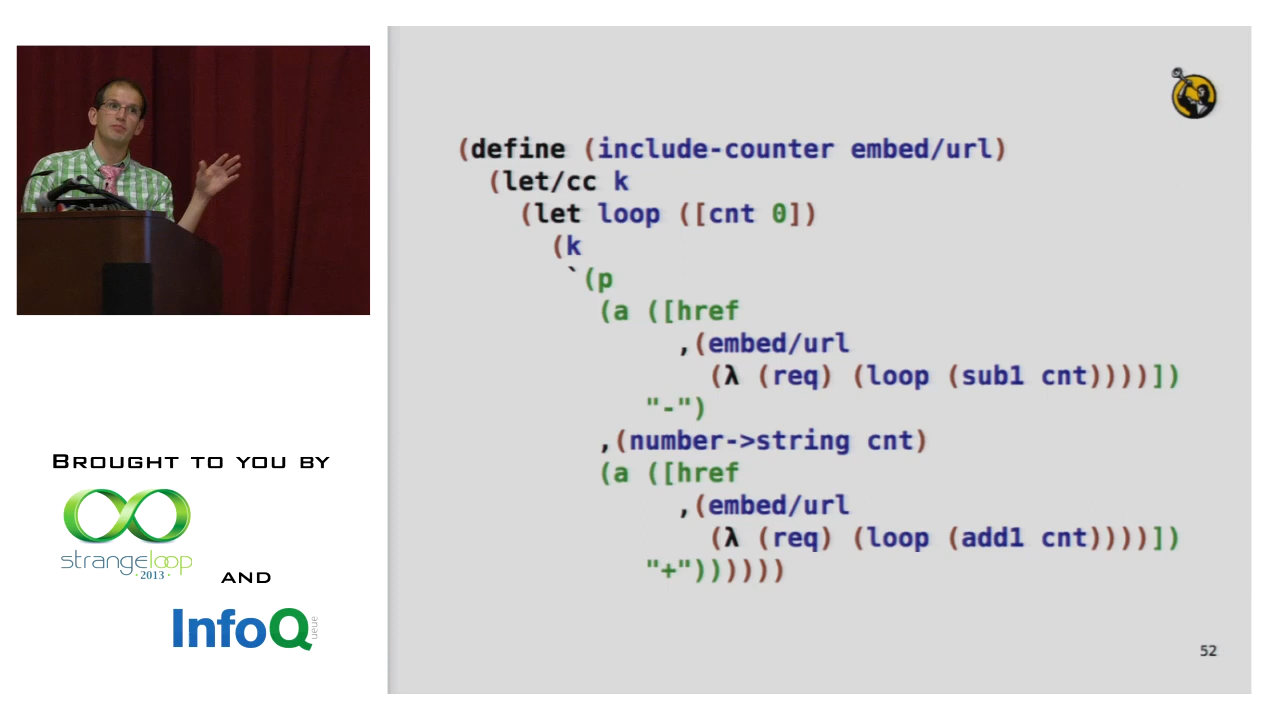 (define (include-counter embed/url)
(let/cc k
(let loop ([cnt 0])
(k
`(p
(a ([href
,(embed/url
(λ (req) (loop (sub1 cnt))))])
"-")
,(number->string cnt)
(a ([href
,(embed/url
(λ (req) (loop (add1 cnt))))])
"+"))))))
52
BROUGHT TO YOU BY
strangeloop
·2013·
AND
InfoQ
ueue